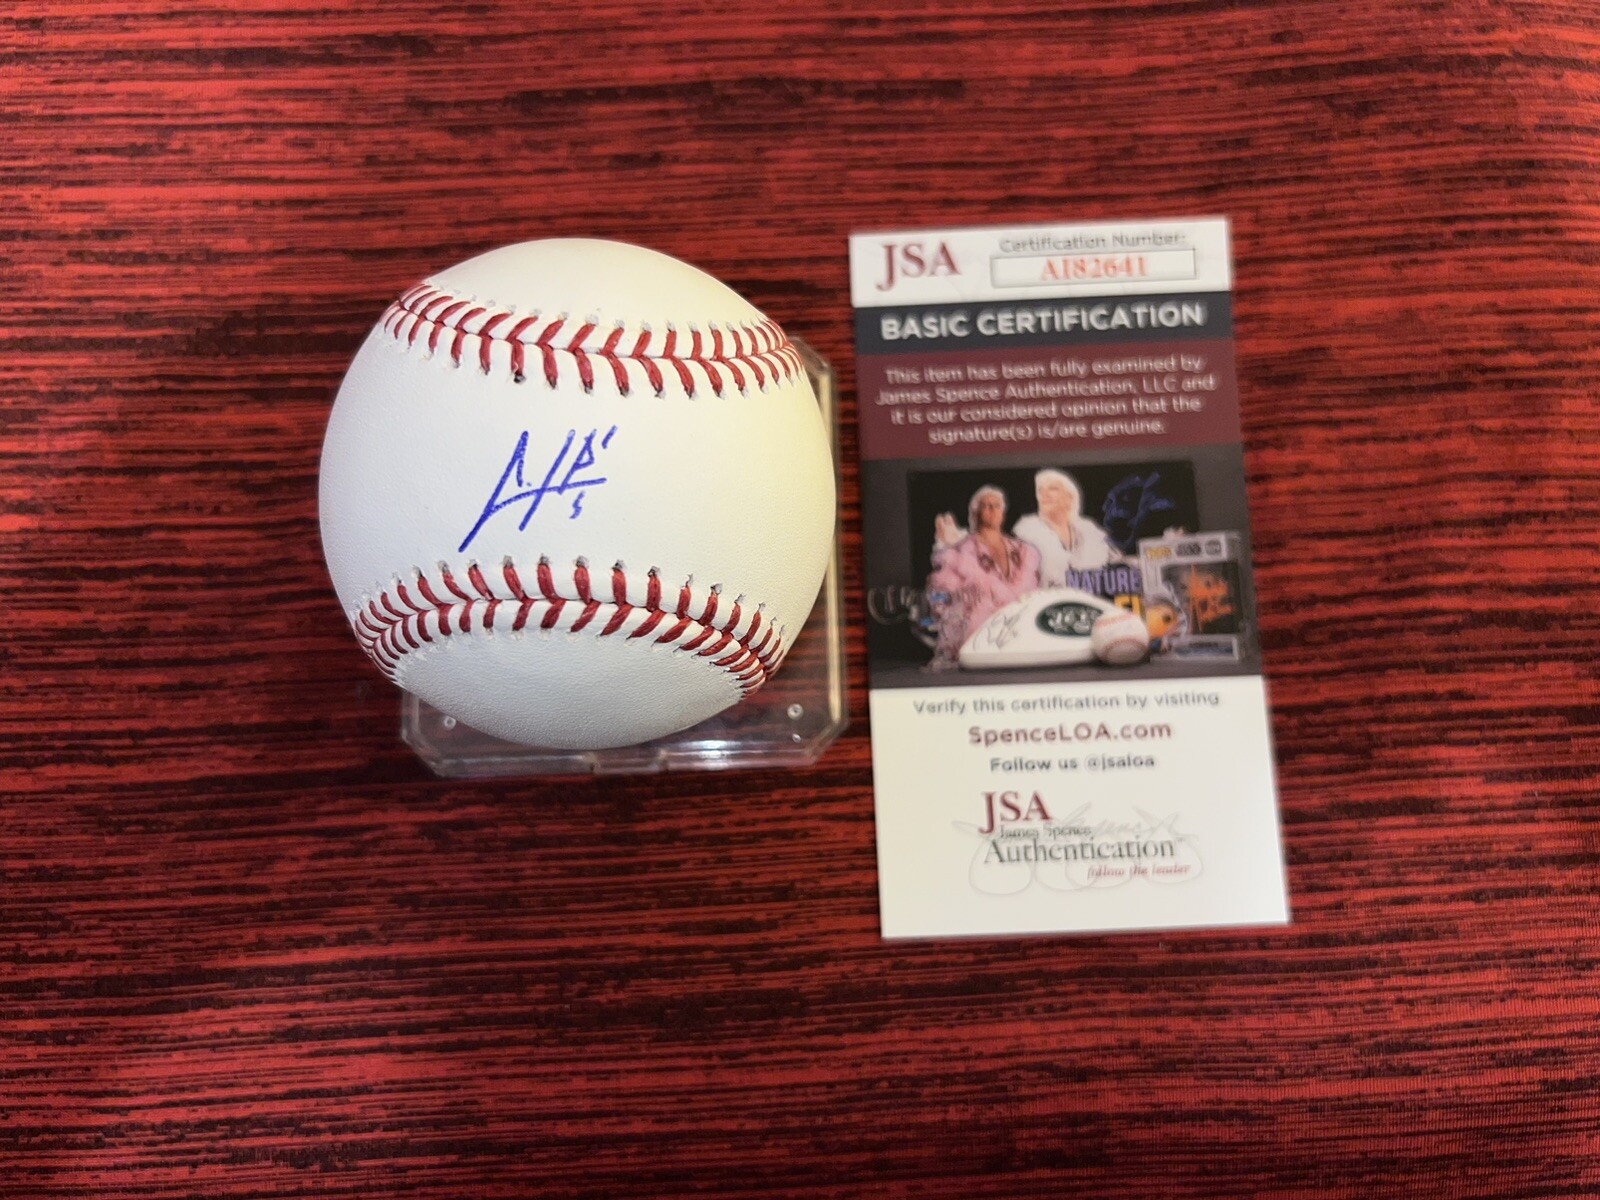 JSA
Certification Number:
AI82641
BASIC CERTIFICATION
This item has been fully examined by
James Spence Authentication, LLC and
it is our considered opinion that the
signature(s) is/are genuine.
NATURE
JETS
Verify this certification by visiting
SpenceLOA.com
Follow us @jsaloa
JSA
James Spence
Authentication
follow the leader